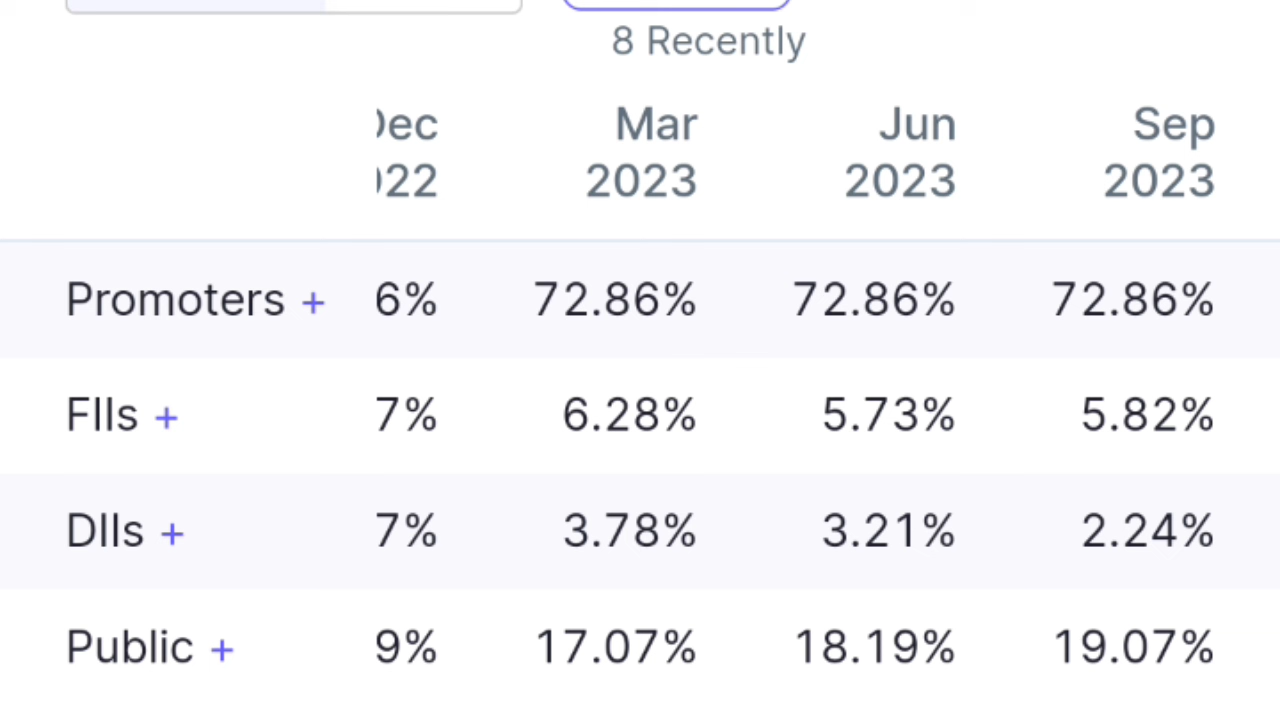 8 Recently
Mar Jun Sep
022 2023 2023 2023
Promoters + 6% 72.86% 72.86% 72.86%
FIIs + 7% 6.28% 5.73% 5.82%
DIIs + 7% 3.78% 3.21% 2.24%
Public + 9% 17.07% 18.19% 19.07%